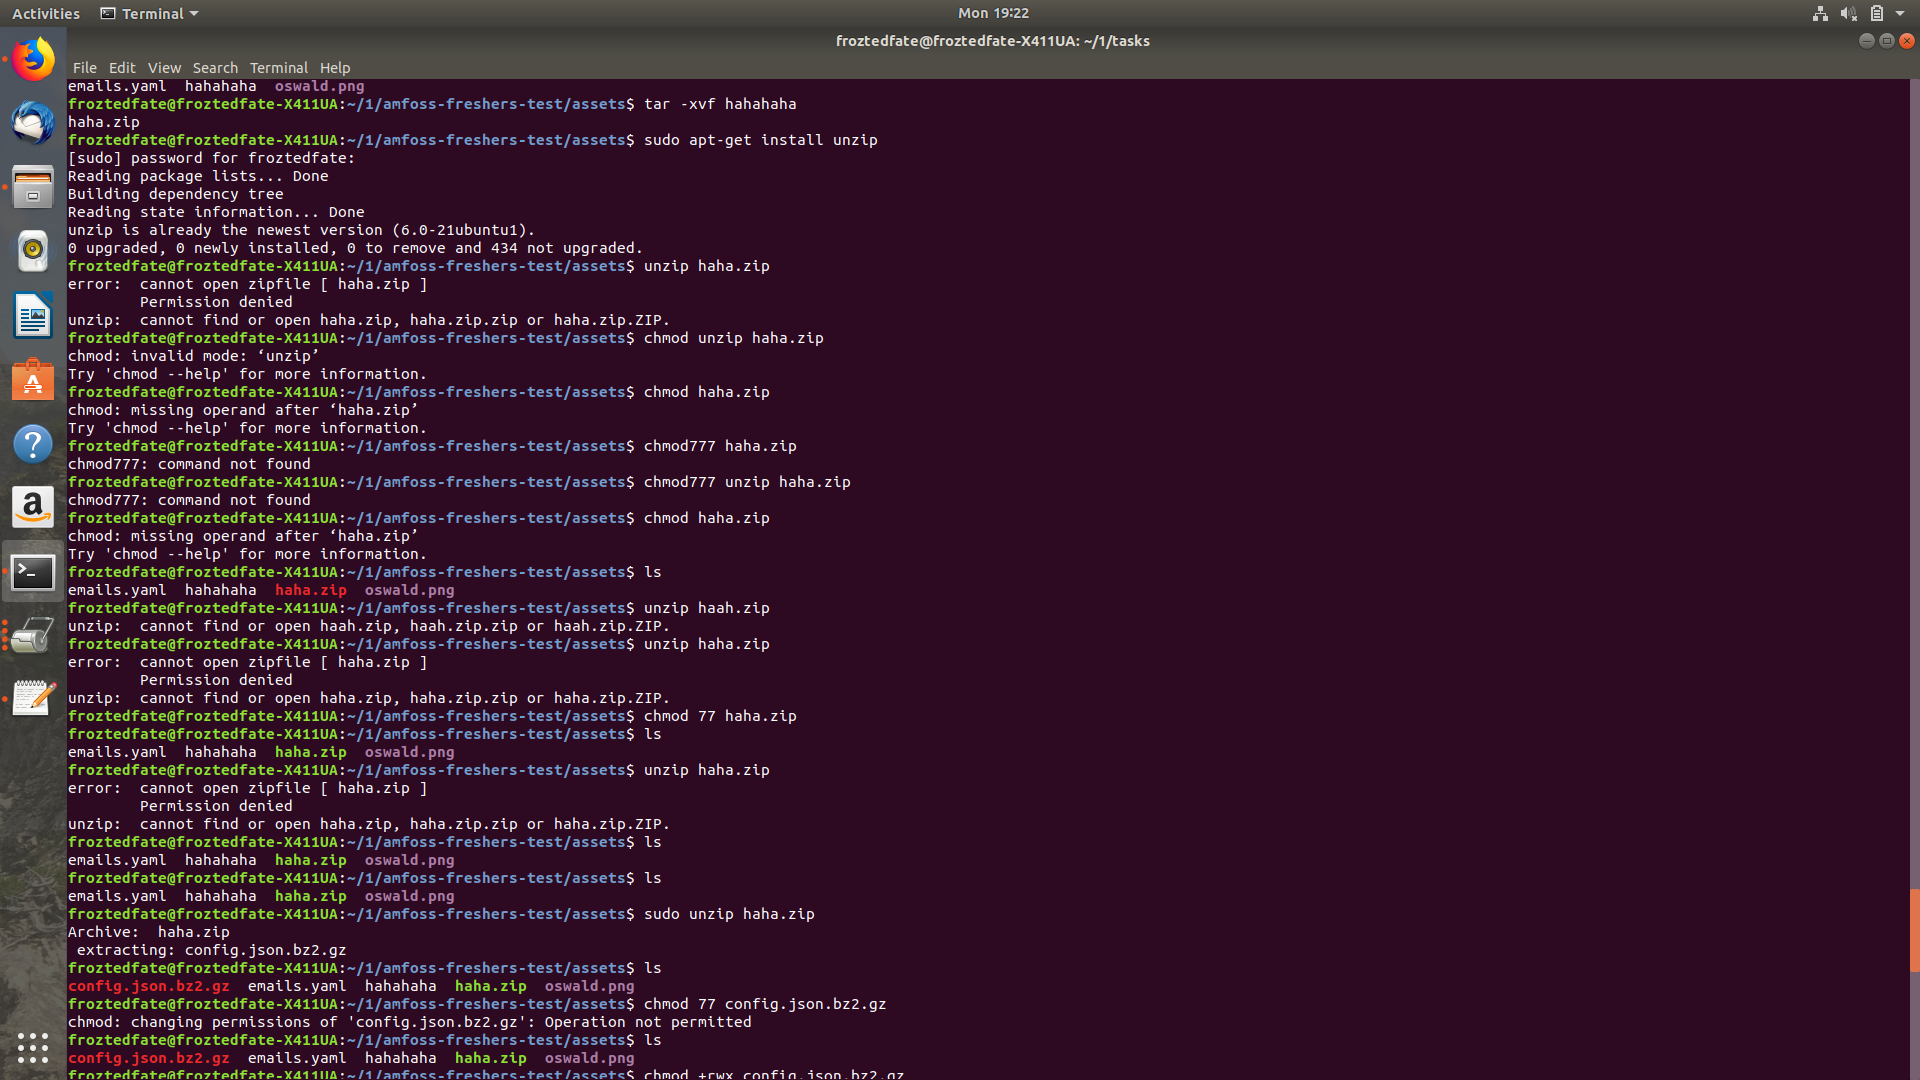 Activities Terminal Mon 19:22
froztedfate@froztedfate-X411UA: ~/1/tasks
File Edit View Search Terminal Help
emails.yaml  hahahaha  oswald.png
froztedfate@froztedfate-X411UA:~/1/amfoss-freshers-test/assets$ tar -xvf hahahaha
haha.zip
froztedfate@froztedfate-X411UA:~/1/amfoss-freshers-test/assets$ sudo apt-get install unzip
[sudo] password for froztedfate:
Reading package lists... Done
Building dependency tree
Reading state information... Done
unzip is already the newest version (6.0-21ubuntu1).
0 upgraded, 0 newly installed, 0 to remove and 434 not upgraded.
froztedfate@froztedfate-X411UA:~/1/amfoss-freshers-test/assets$ unzip haha.zip
error:  cannot open zipfile [ haha.zip ]
        Permission denied
unzip:  cannot find or open haha.zip, haha.zip.zip or haha.zip.ZIP.
froztedfate@froztedfate-X411UA:~/1/amfoss-freshers-test/assets$ chmod unzip haha.zip
chmod: invalid mode: ‘unzip’
Try 'chmod --help' for more information.
froztedfate@froztedfate-X411UA:~/1/amfoss-freshers-test/assets$ chmod haha.zip
chmod: missing operand after ‘haha.zip’
Try 'chmod --help' for more information.
froztedfate@froztedfate-X411UA:~/1/amfoss-freshers-test/assets$ chmod777 haha.zip
chmod777: command not found
froztedfate@froztedfate-X411UA:~/1/amfoss-freshers-test/assets$ chmod777 unzip haha.zip
chmod777: command not found
froztedfate@froztedfate-X411UA:~/1/amfoss-freshers-test/assets$ chmod haha.zip
chmod: missing operand after ‘haha.zip’
Try 'chmod --help' for more information.
froztedfate@froztedfate-X411UA:~/1/amfoss-freshers-test/assets$ ls
emails.yaml  hahahaha  haha.zip  oswald.png
froztedfate@froztedfate-X411UA:~/1/amfoss-freshers-test/assets$ unzip haah.zip
unzip:  cannot find or open haah.zip, haah.zip.zip or haah.zip.ZIP.
froztedfate@froztedfate-X411UA:~/1/amfoss-freshers-test/assets$ unzip haha.zip
error:  cannot open zipfile [ haha.zip ]
        Permission denied
unzip:  cannot find or open haha.zip, haha.zip.zip or haha.zip.ZIP.
froztedfate@froztedfate-X411UA:~/1/amfoss-freshers-test/assets$ chmod 77 haha.zip
froztedfate@froztedfate-X411UA:~/1/amfoss-freshers-test/assets$ ls
emails.yaml  hahahaha  haha.zip  oswald.png
froztedfate@froztedfate-X411UA:~/1/amfoss-freshers-test/assets$ unzip haha.zip
error:  cannot open zipfile [ haha.zip ]
        Permission denied
unzip:  cannot find or open haha.zip, haha.zip.zip or haha.zip.ZIP.
froztedfate@froztedfate-X411UA:~/1/amfoss-freshers-test/assets$ ls
emails.yaml  hahahaha  haha.zip  oswald.png
froztedfate@froztedfate-X411UA:~/1/amfoss-freshers-test/assets$ ls
emails.yaml  hahahaha  haha.zip  oswald.png
froztedfate@froztedfate-X411UA:~/1/amfoss-freshers-test/assets$ sudo unzip haha.zip
Archive:  haha.zip
 extracting: config.json.bz2.gz
froztedfate@froztedfate-X411UA:~/1/amfoss-freshers-test/assets$ ls
config.json.bz2.gz  emails.yaml  hahahaha  haha.zip  oswald.png
froztedfate@froztedfate-X411UA:~/1/amfoss-freshers-test/assets$ chmod 77 config.json.bz2.gz
chmod: changing permissions of 'config.json.bz2.gz': Operation not permitted
froztedfate@froztedfate-X411UA:~/1/amfoss-freshers-test/assets$ ls
config.json.bz2.gz  emails.yaml  hahahaha  haha.zip  oswald.png
froztedfate@froztedfate-X411UA:~/1/amfoss-freshers-test/assets$ chmod +rwx config.json.bz2.gz